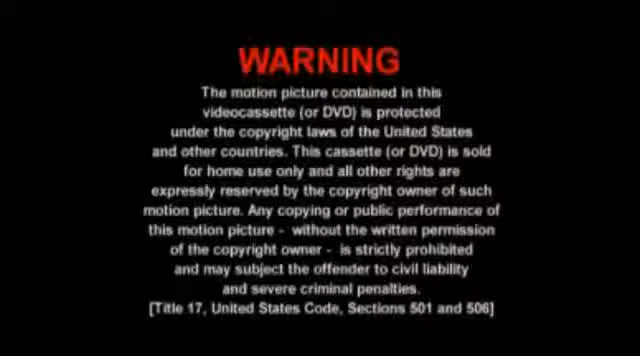 WARNING
The motion picture contained in this
videocassette (or DVD) is protected
under the copyright laws of the United States
and other countries. This cassette (or DVD) is sold
for home use only and all other rights are
expressly reserved by the copyright owner of such
motion picture. Any copying or public performance of
this motion picture - without the written permission
of the copyright owner - is strictly prohibited
and may subject the offender to civil liability
and severe criminal penalties.
[Title 17, United States Code, Sections 501 and 506]